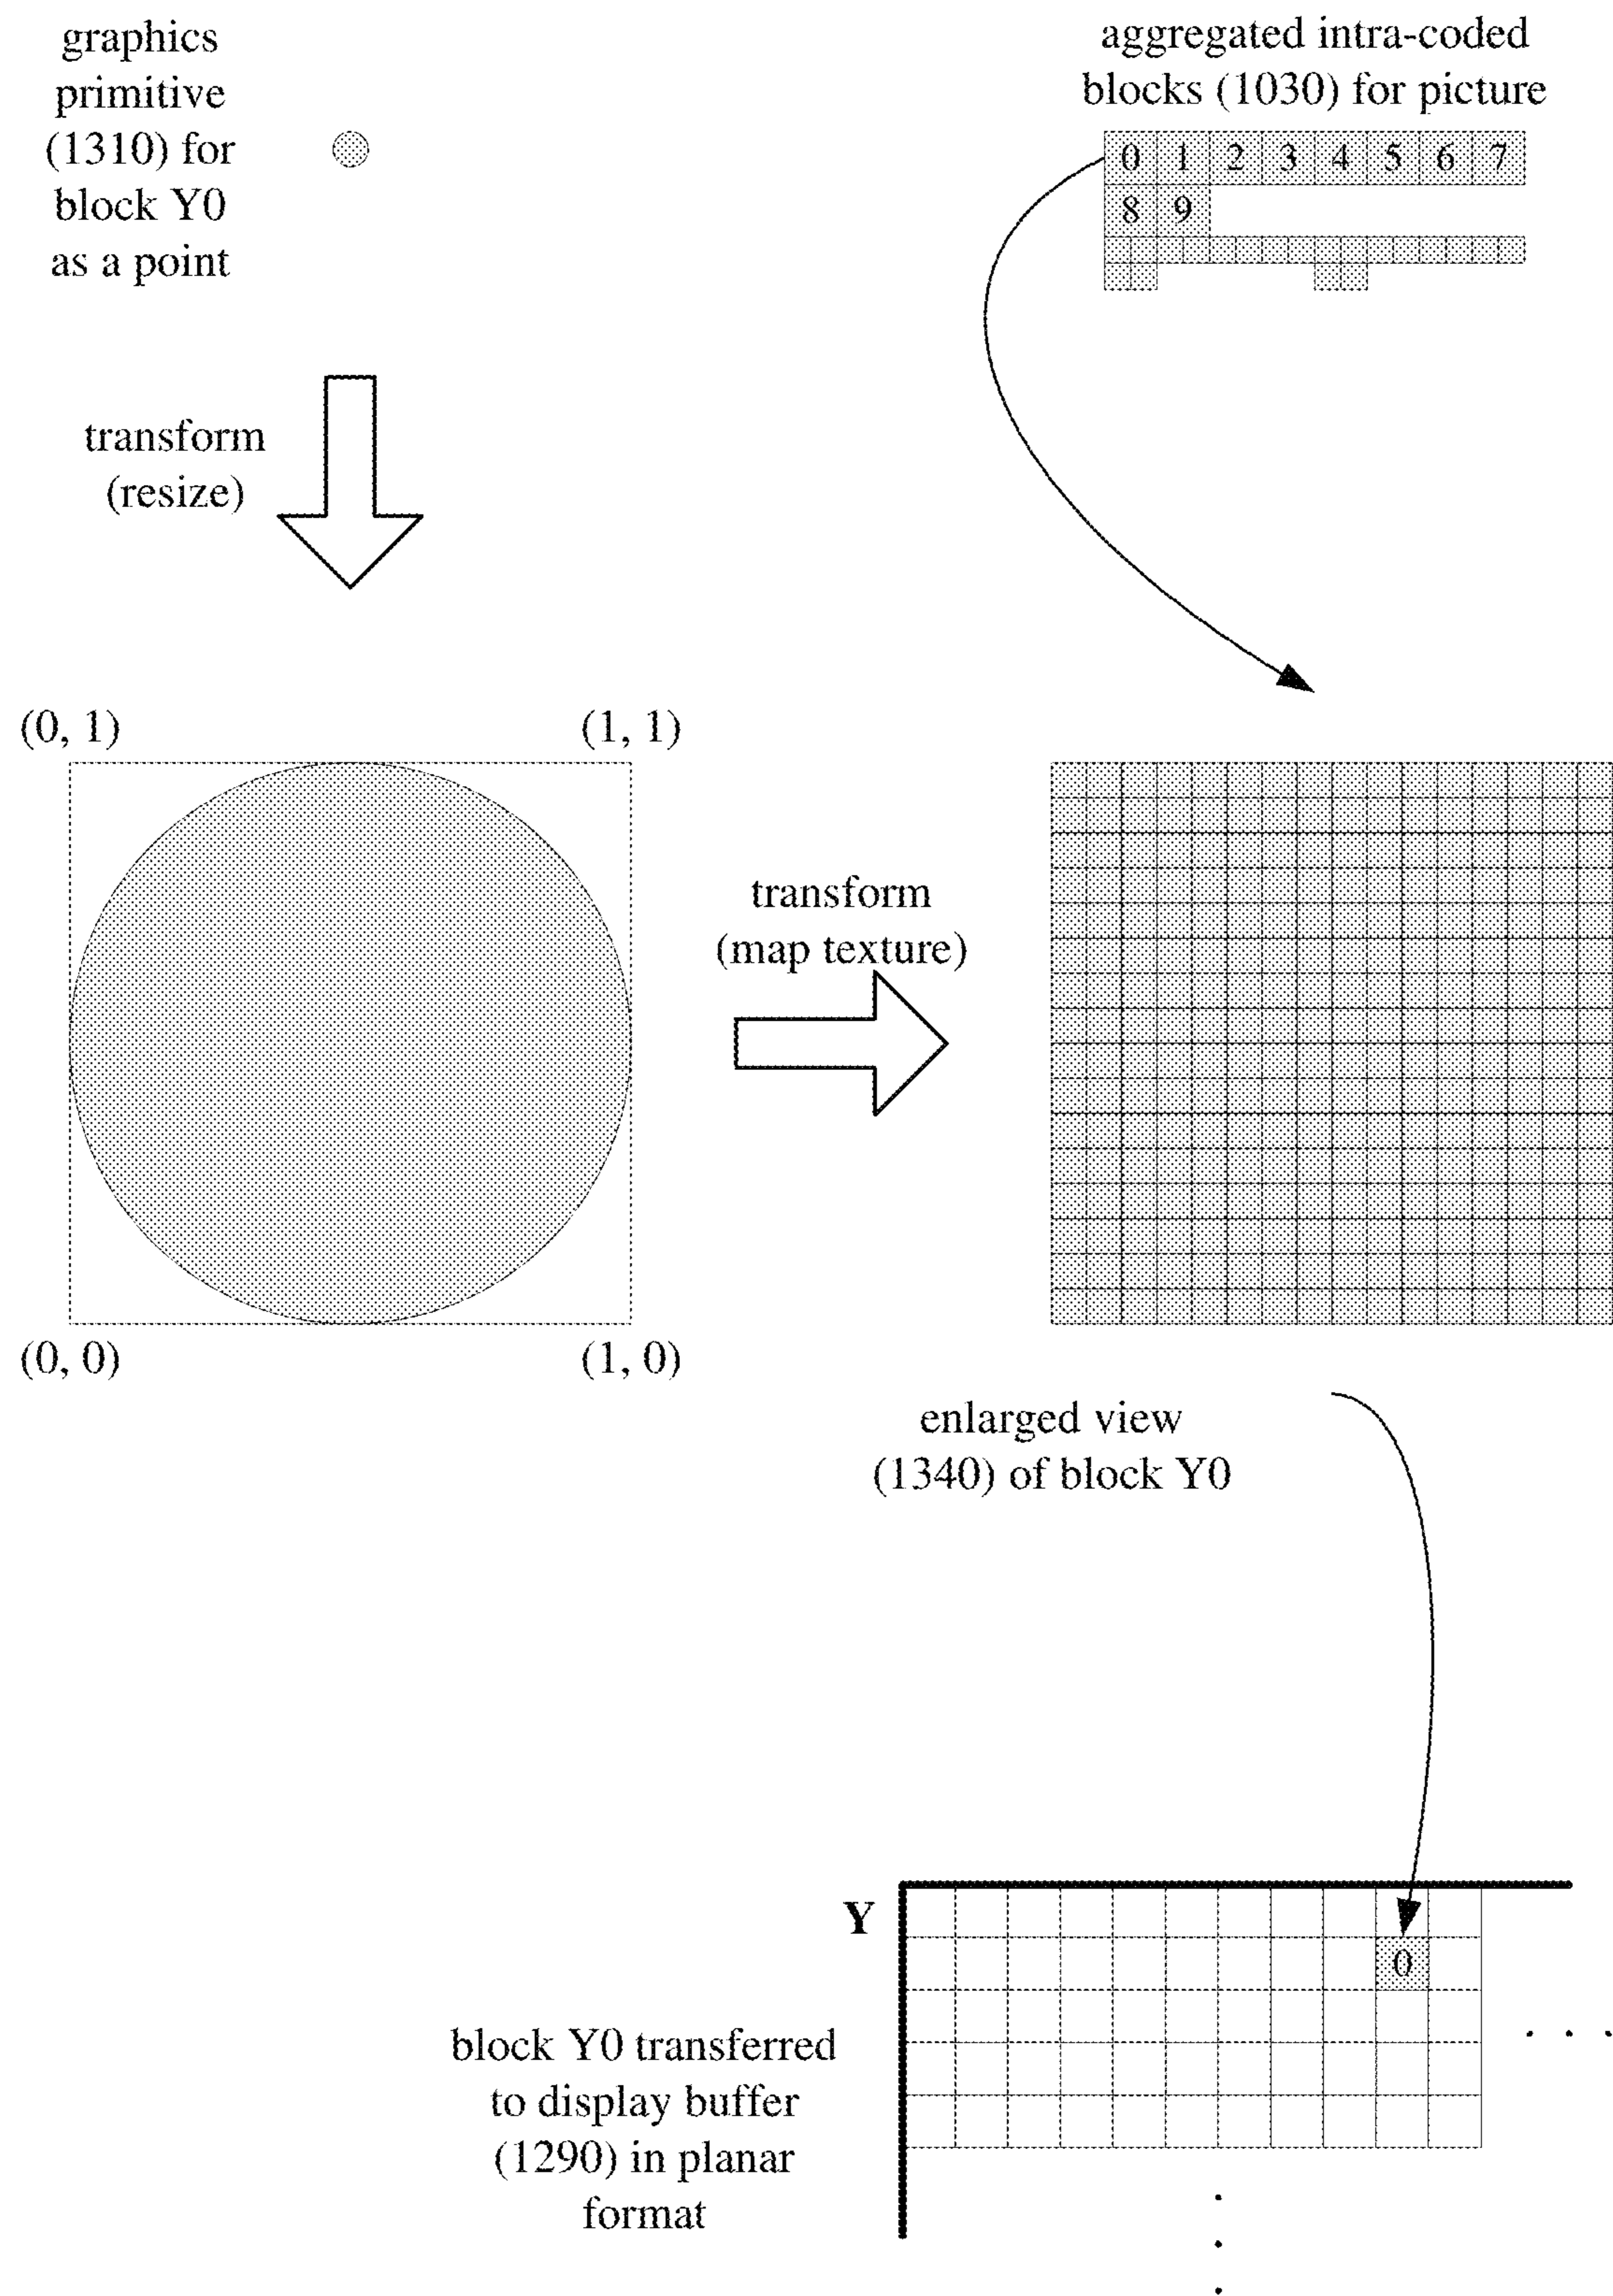 graphics
primitive
(1310) for
block Y0
as a point
aggregated intra-coded
blocks (1030) for picture
0 1 2 3 4 5 6 7
8 9
transform
(resize)
(0, 1) (1, 1)
transform
(map texture)
(0, 0) (1, 0)
enlarged view
(1340) of block Y0
Y
0
block Y0 transferred
to display buffer
(1290) in planar
format
. . .
.
.
.